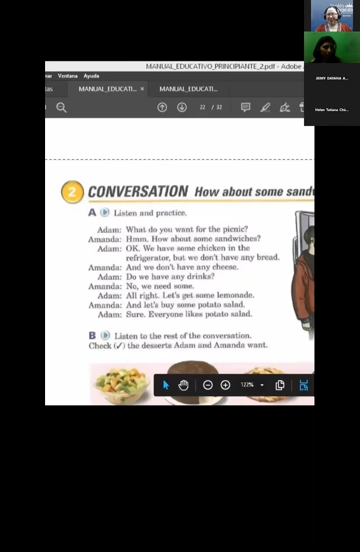 MANUAL_EDUCATIVO_PRINCIPIANTE_2.pdf - Adobe
Ventana Ayuda
MANUAL_EDUCATI... × MANUAL_EDUCATI...
22 / 32
2 CONVERSATION How about some
A Listen and practice.
Adam: What do you want for the picnic?
Amanda: Hmm. How about some sandwiches?
Adam: OK. We have some chicken in the
refrigerator, but we don't have any bread.
Amanda: And we don't have any cheese.
Adam: Do we have any drinks?
Amanda: No, we need some.
Adam: All right. Let's get some lemonade.
Amanda: And let's buy some potato salad.
Adam: Sure. Everyone likes potato salad.
B Listen to the rest of the conversation.
Check (✓) the desserts Adam and Amanda want.
122%